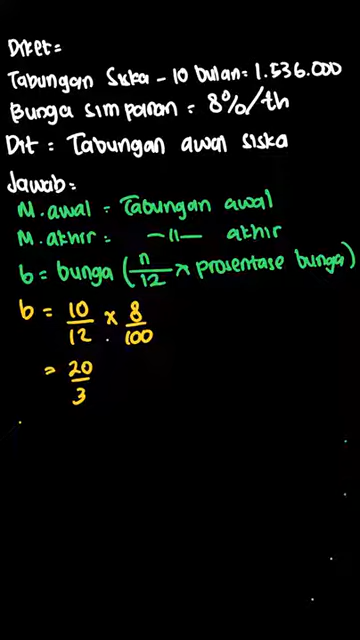 Diket =
Tabungan Siska - 10 bulan = 1.536.000
Bunga simpanan = 8%/th
Dit = Tabungan awal siska
Jawab =
M.awal = Tabungan awal
M.akhir = -11- akhir
b = bunga ( n/12 x prosentase bunga )
b = 10/12 x 8/100
= 20/3